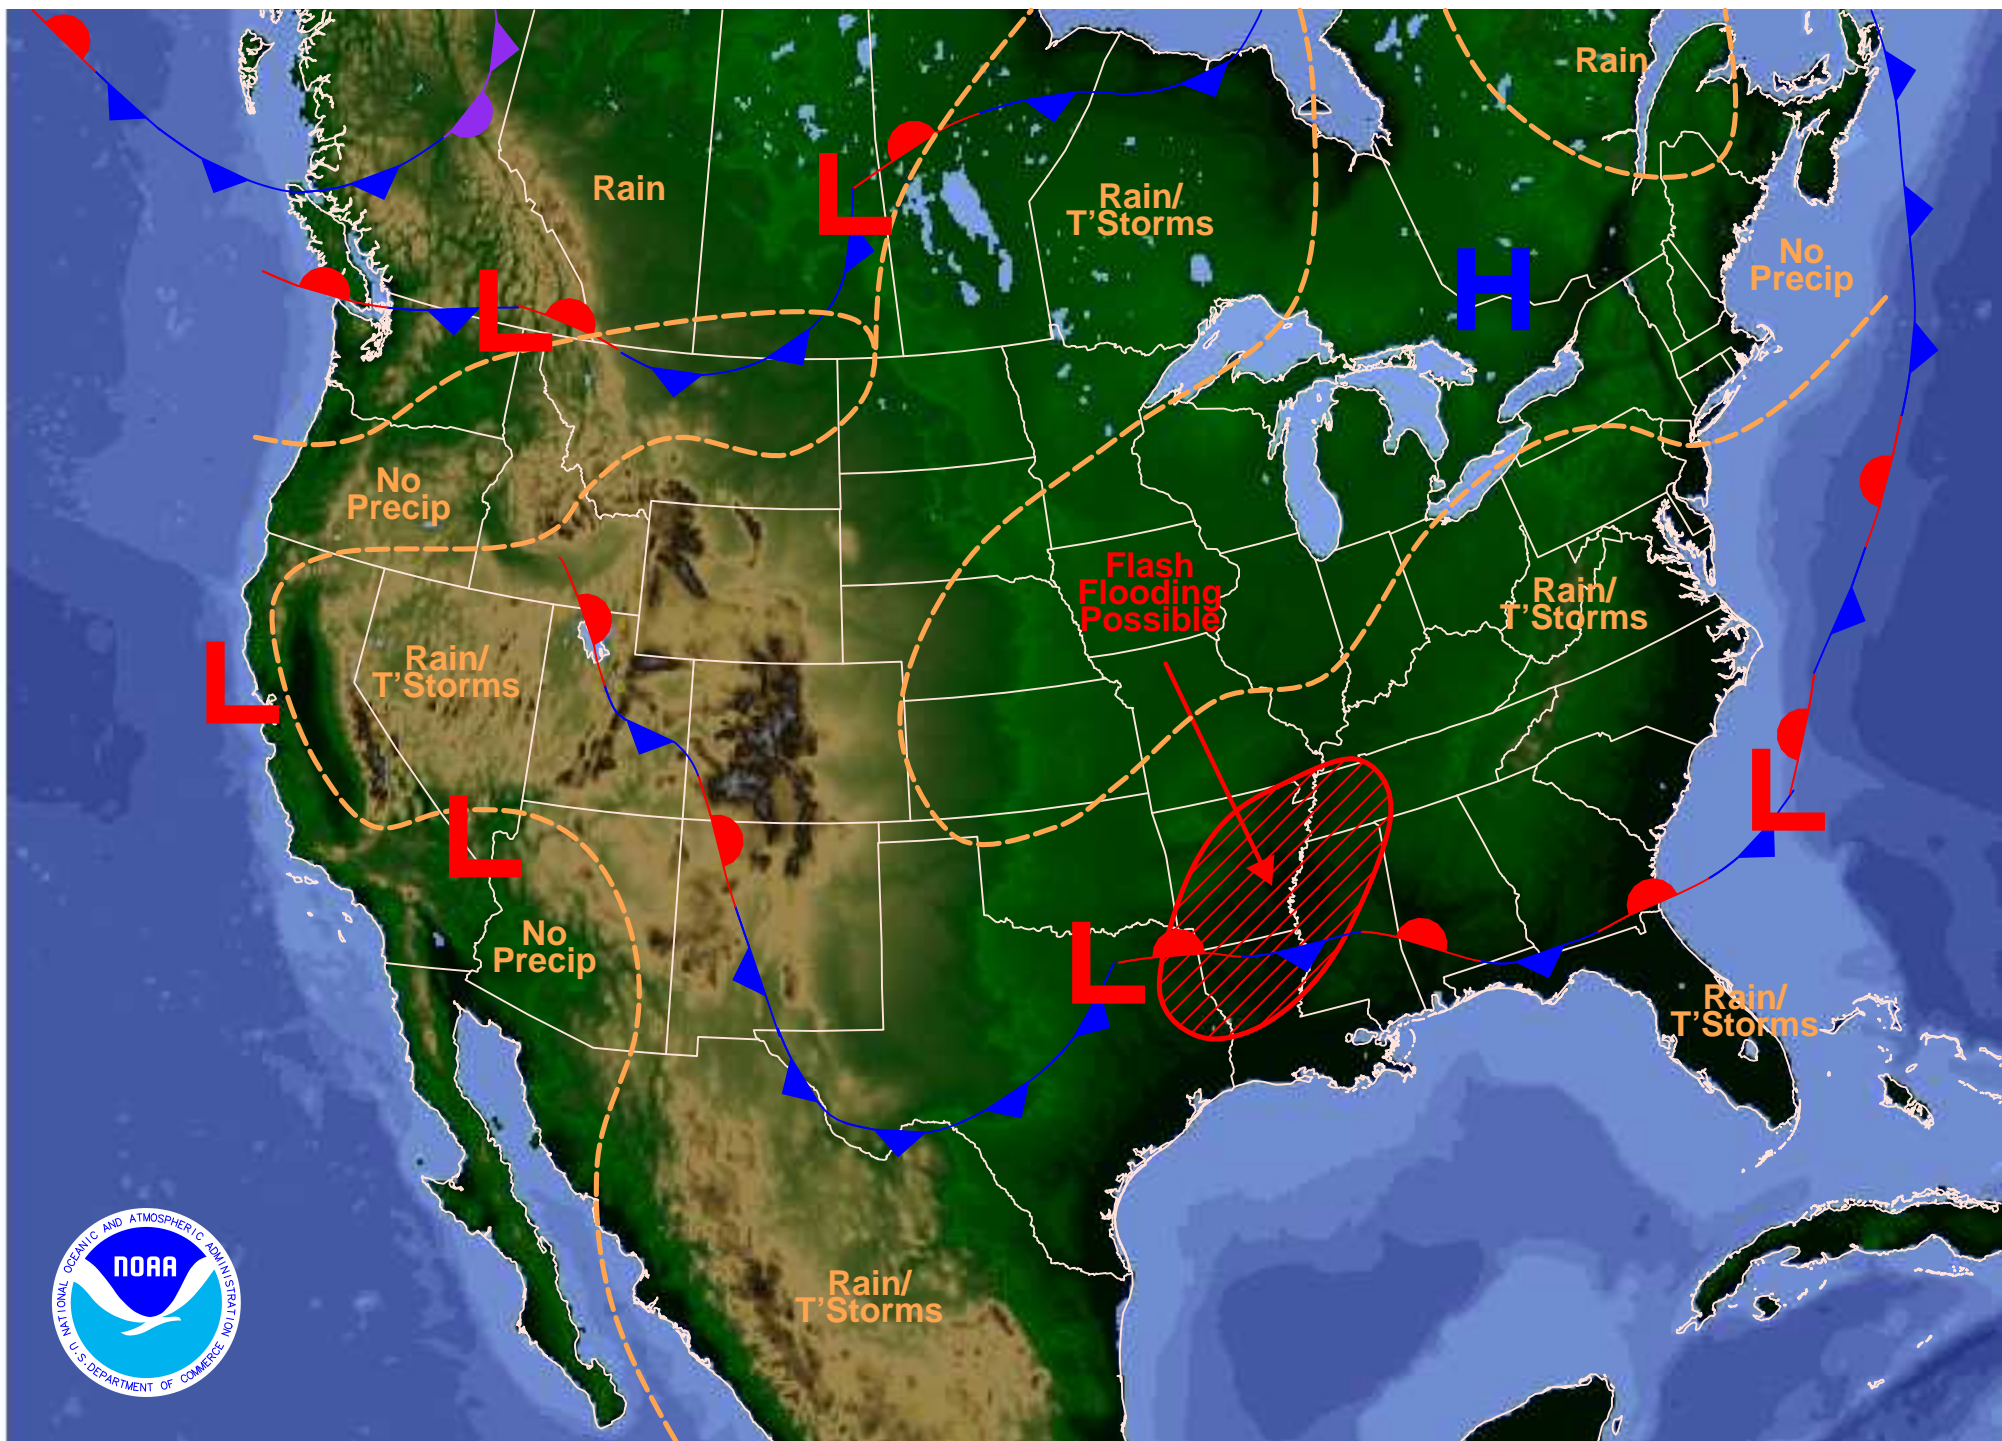 Rain
Rain
Rain/
T'Storms
No
Precip
H
L
L
No
Precip
Flash
Flooding
Possible
Rain/
T'Storms
Rain/
T'Storms
L
L
L
No
Precip
L
Rain/
T'Storms
Rain/
T'Storms
NATIONAL OCEANIC AND ATMOSPHERIC ADMINISTRATION
NOAA
U.S. DEPARTMENT OF COMMERCE